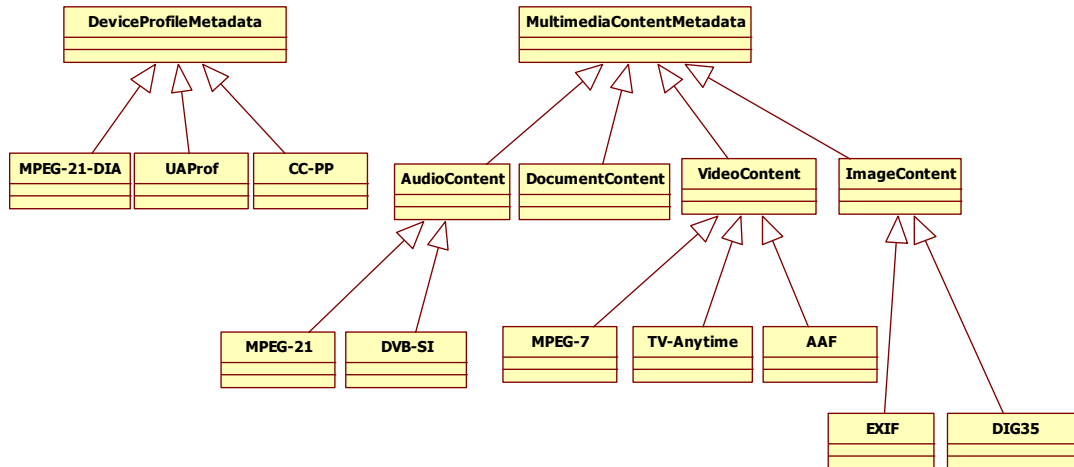 DeviceProfileMetadata
MultimediaContentMetadata
MPEG-21-DIA
UAProf
CC-PP
AudioContent
DocumentContent
VideoContent
ImageContent
MPEG-21
DVB-SI
MPEG-7
TV-Anytime
AAF
EXIF
DIG35